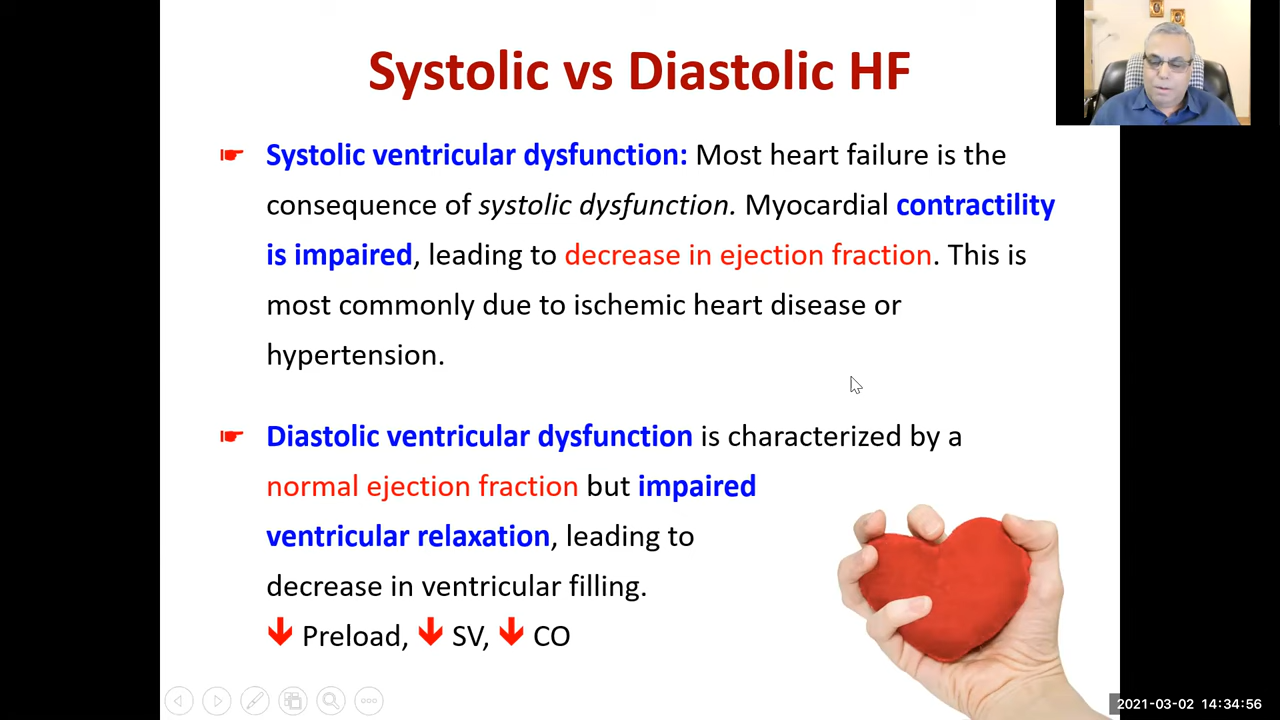 Systolic vs Diastolic HF
Systolic ventricular dysfunction: Most heart failure is the
consequence of systolic dysfunction. Myocardial contractility
is impaired, leading to decrease in ejection fraction. This is
most commonly due to ischemic heart disease or
hypertension.
Diastolic ventricular dysfunction is characterized by a
normal ejection fraction but impaired
ventricular relaxation, leading to
decrease in ventricular filling.
🡇 Preload, 🡇 SV, 🡇 CO
2021-03-02 14:34:56